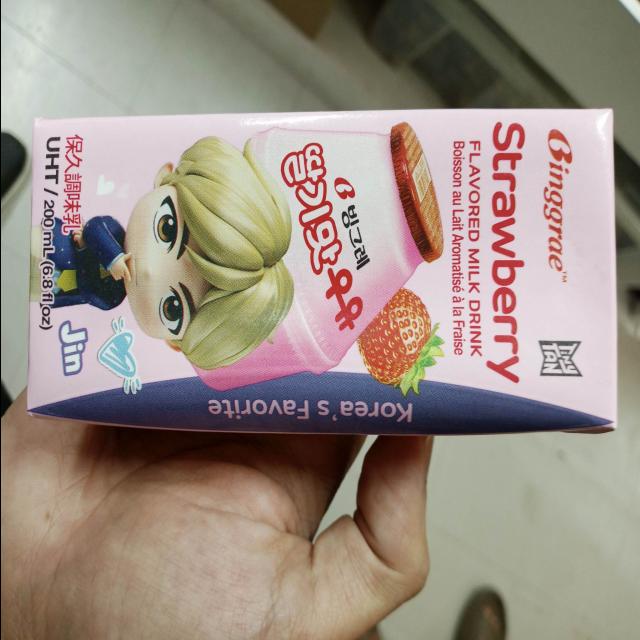 Binggrae™
Strawberry
FLAVORED MILK DRINK
Boisson au Lait Aromatisé à la Fraise
TinyTAN
빙그레
딸기맛우유
Korea's Favorite
Jin
保久調味乳
UHT / 200 mL (6.8 fl oz)